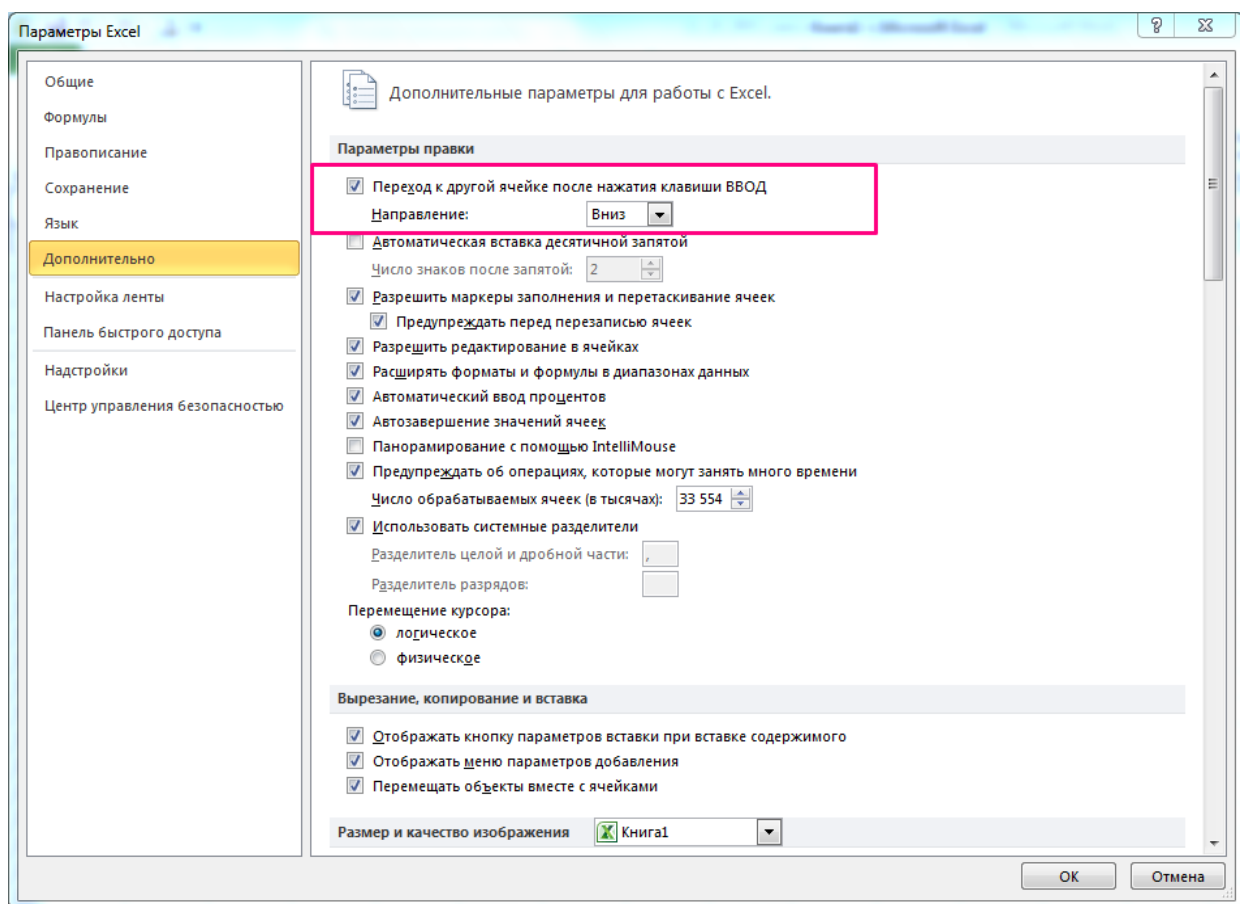 Параметры Excel
Общие
Формулы
Правописание
Сохранение
Язык
Дополнительно
Настройка ленты
Панель быстрого доступа
Надстройки
Центр управления безопасностью
Дополнительные параметры для работы с Excel.
Параметры правки
Переход к другой ячейке после нажатия клавиши ВВОД
Направление: Вниз
Автоматическая вставка десятичной запятой
Число знаков после запятой: 2
Разрешить маркеры заполнения и перетаскивание ячеек
Предупреждать перед перезаписью ячеек
Разрешить редактирование в ячейках
Расширять форматы и формулы в диапазонах данных
Автоматический ввод процентов
Автозавершение значений ячеек
Панорамирование с помощью IntelliMouse
Предупреждать об операциях, которые могут занять много времени
Число обрабатываемых ячеек (в тысячах): 33 554
Использовать системные разделители
Разделитель целой и дробной части: ,
Разделитель разрядов:
Перемещение курсора:
логическое
физическое
Вырезание, копирование и вставка
Отображать кнопку параметров вставки при вставке содержимого
Отображать меню параметров добавления
Перемещать объекты вместе с ячейками
Размер и качество изображения Книга1
ОК Отмена